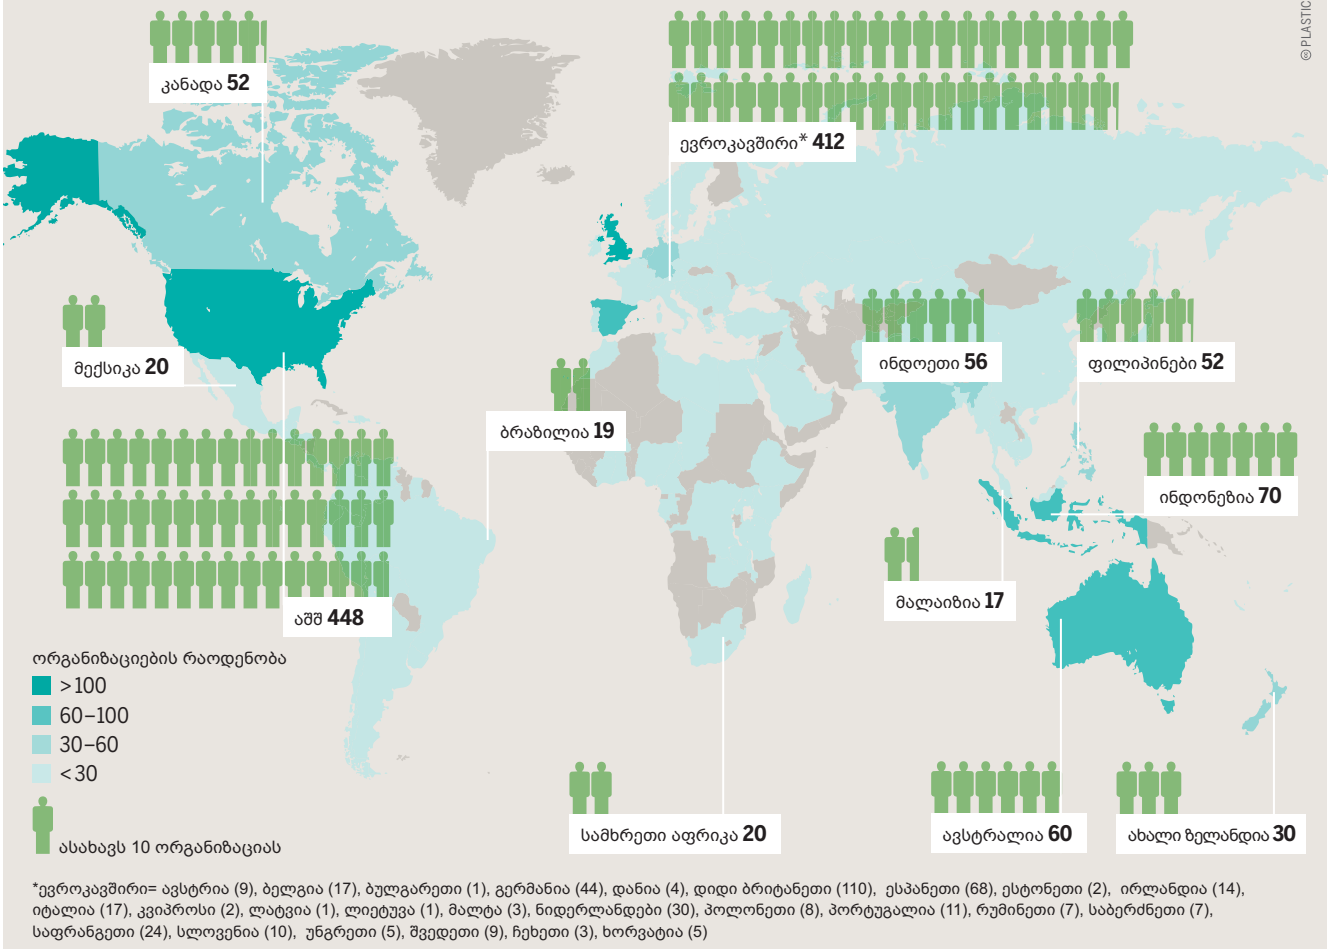 © PLASTIC
კანადა 52
ევროკავშირი* 412
მექსიკა 20
ინდოეთი 56
ფილიპინები 52
ბრაზილია 19
ინდონეზია 70
მალაიზია 17
აშშ 448
ორგანიზაციების რაოდენობა
>100
60–100
30–60
<30
ასახავს 10 ორგანიზაციას
სამხრეთი აფრიკა 20
ავსტრალია 60
ახალი ზელანდია 30
*ევროკავშირი= ავსტრია (9), ბელგია (17), ბულგარეთი (1), გერმანია (44), დანია (4), დიდი ბრიტანეთი (110), ესპანეთი (68), ესტონეთი (2), ირლანდია (14),
იტალია (17), კვიპროსი (2), ლატვია (1), ლიეტუვა (1), მალტა (3), ნიდერლანდები (30), პოლონეთი (8), პორტუგალია (11), რუმინეთი (7), საბერძნეთი (7),
საფრანგეთი (24), სლოვენია (10), უნგრეთი (5), შვედეთი (9), ჩეხეთი (3), ხორვატია (5)